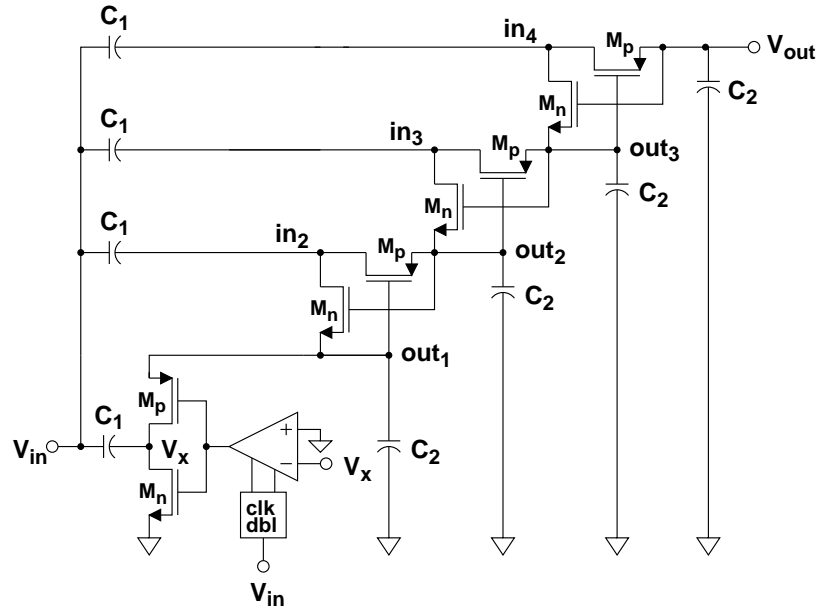 C1
in4
Mp
Vout
C2
Mn
C1
in3
Mp
out3
C2
Mn
C1
in2
Mp
out2
C2
Mn
out1
Mp
C1
Vin
Vx
+
−
Vx
C2
Mn
clk
dbl
Vin